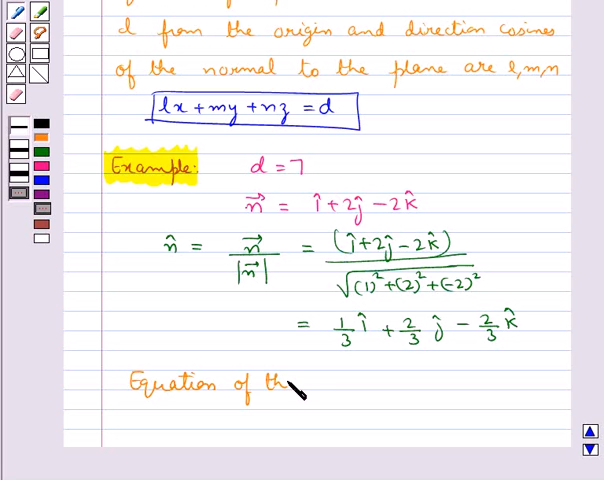 d from the origin and direction cosines
of the normal to the plane are l, m, n
lx + my + nz = d
Example: d = 7
n⃗ = î + 2ĵ - 2k̂
n̂ = n⃗ / |n⃗| = (î + 2ĵ - 2k̂) / √((1)² + (2)² + (-2)²)
= 1/3 î + 2/3 ĵ - 2/3 k̂
Equation of th